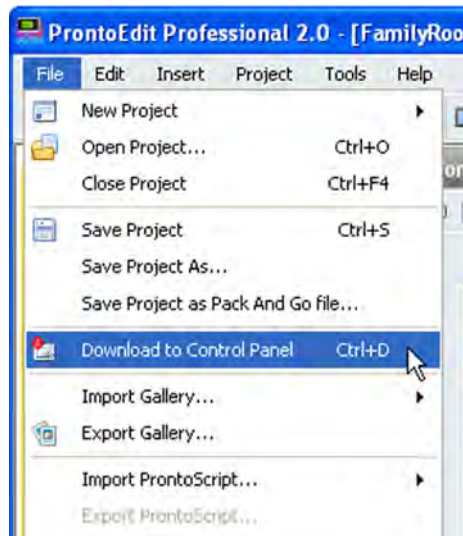 ProntoEdit Professional 2.0 - [FamilyRoo
File Edit Insert Project Tools Help
New Project
Open Project... Ctrl+O
Close Project Ctrl+F4
Save Project Ctrl+S
Save Project As...
Save Project as Pack And Go file...
Download to Control Panel Ctrl+D
Import Gallery...
Export Gallery...
Import ProntoScript...
Export ProntoScript...